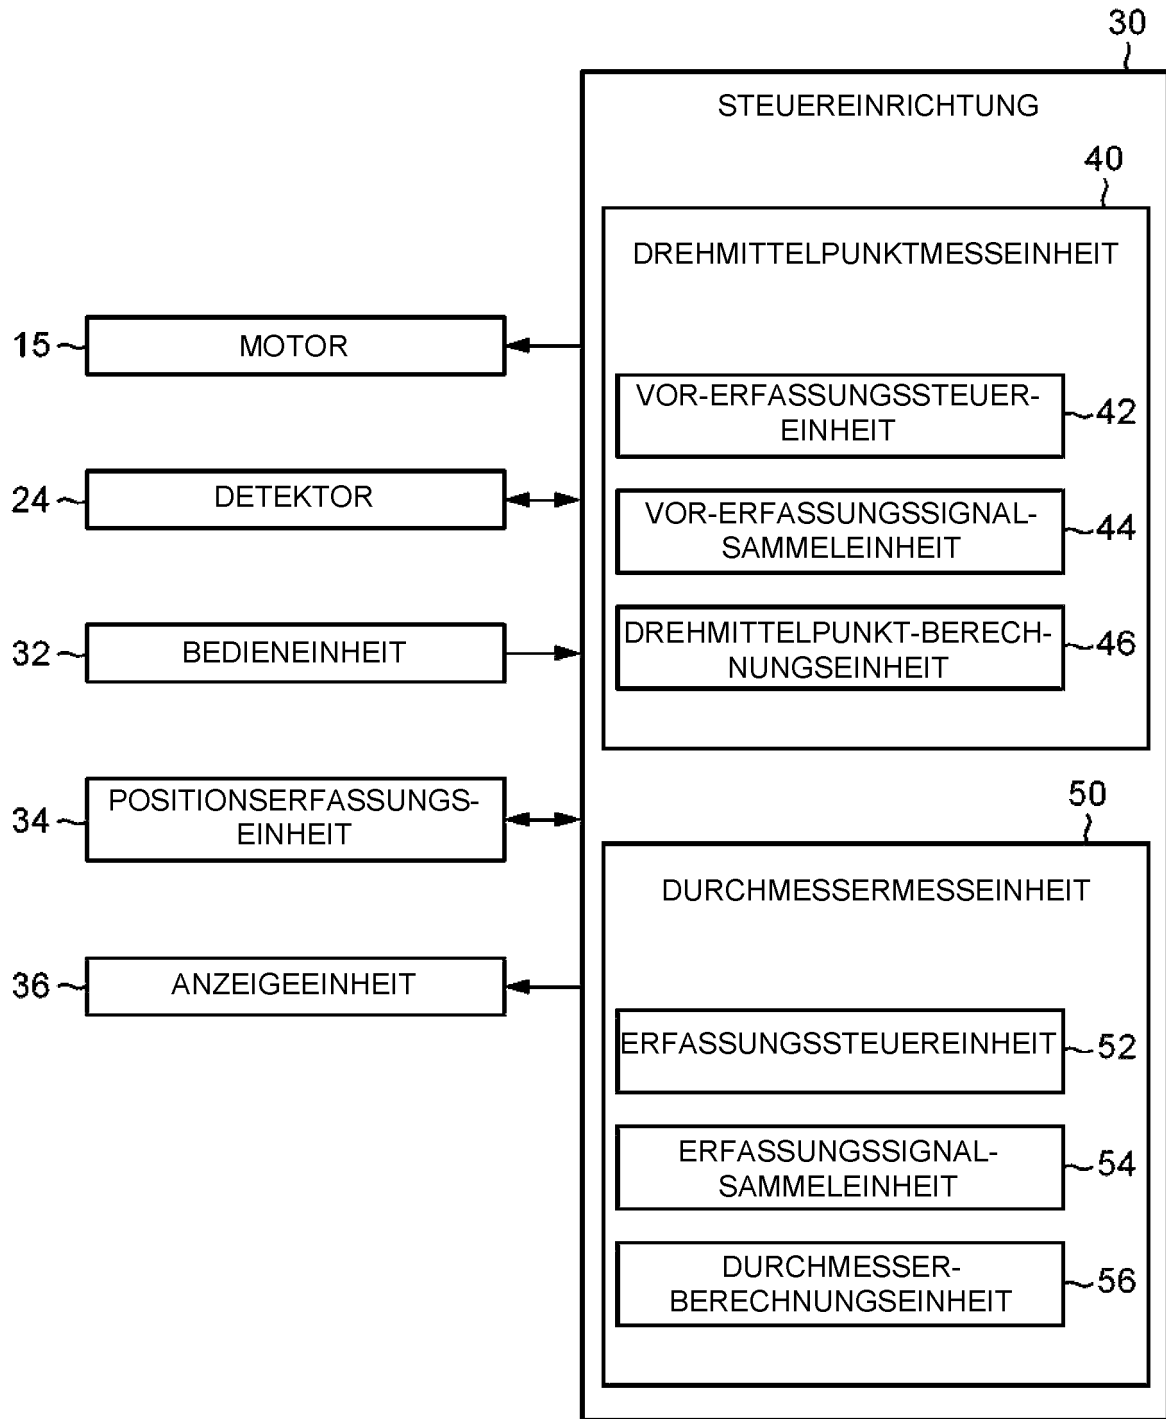 30
STEUEREINRICHTUNG
40
DREHMITTELPUNKTMESSEINHEIT
15 MOTOR
VOR-ERFASSUNGSSTEUER-
EINHEIT
42
24 DETEKTOR
VOR-ERFASSUNGSSIGNAL-
SAMMELEINHEIT
44
32 BEDIENEINHEIT
DREHMITTELPUNKT-BERECH-
NUNGSEINHEIT
46
34
POSITIONSERFASSUNGS-
EINHEIT
50
DURCHMESSERMESSEINHEIT
36 ANZEIGEEINHEIT
ERFASSUNGSSTEUEREINHEIT 52
ERFASSUNGSSIGNAL-
SAMMELEINHEIT
54
DURCHMESSER-
BERECHNUNGSEINHEIT
56